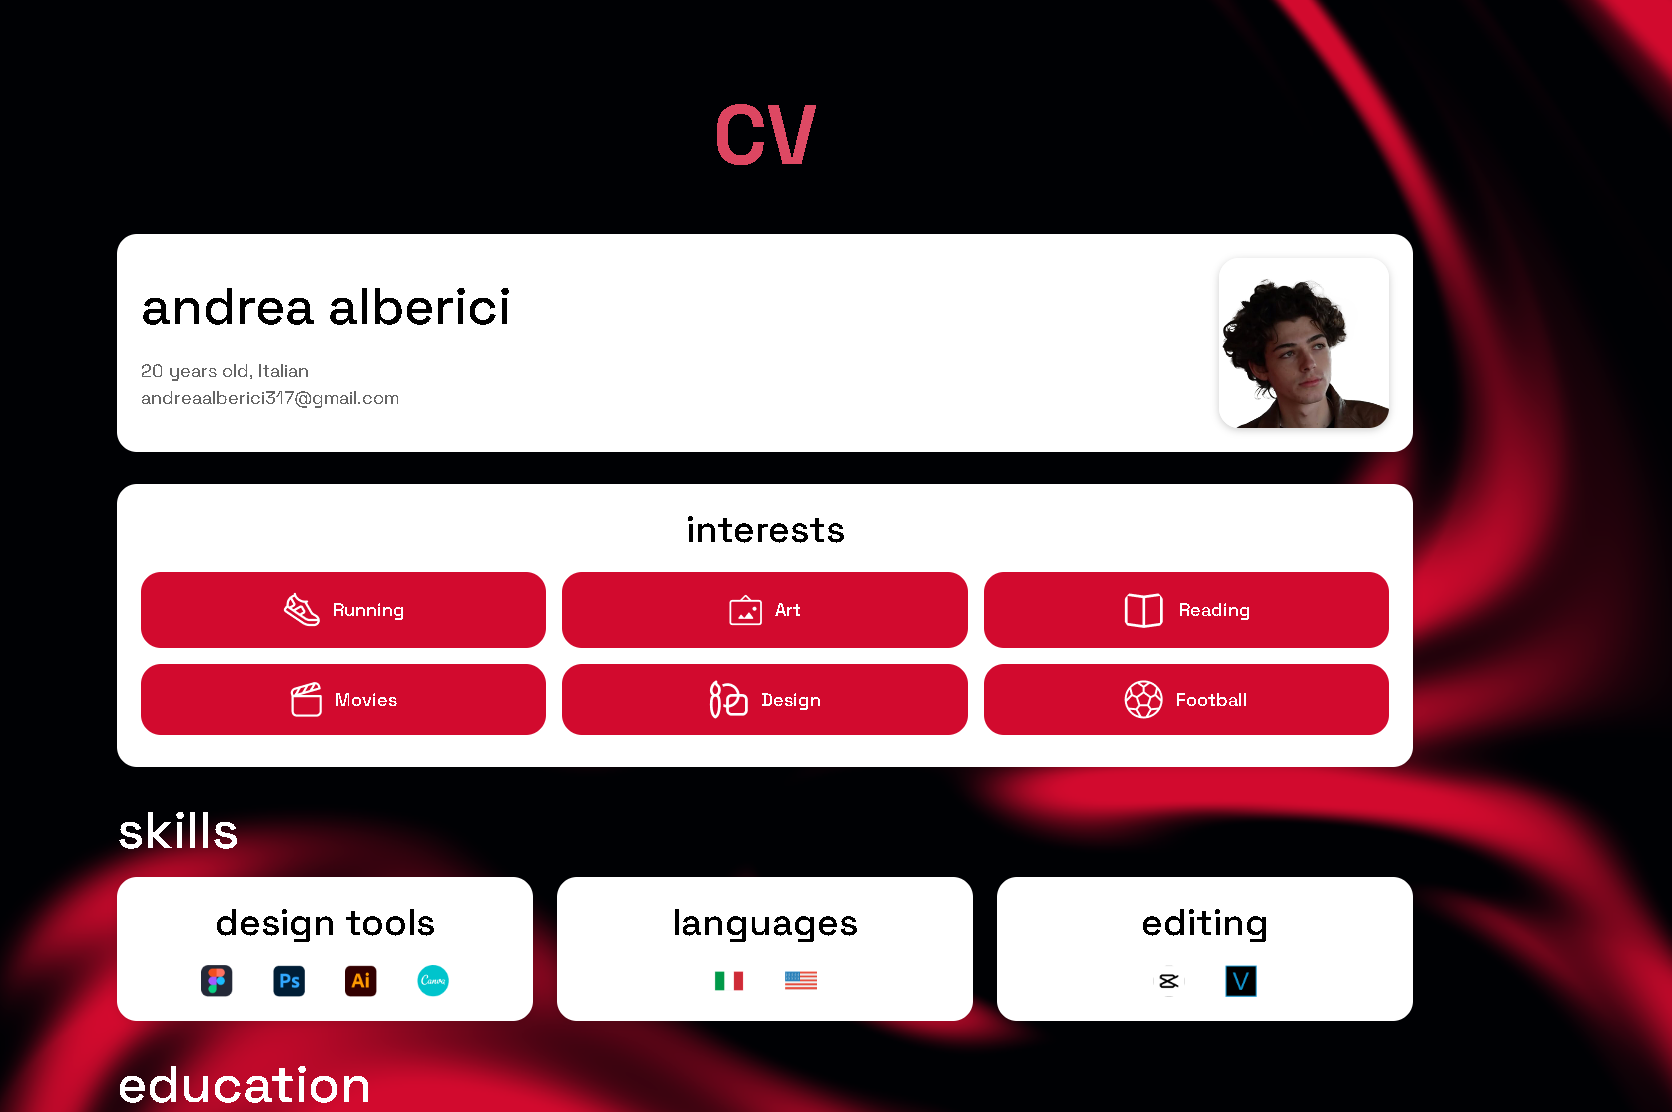 CV
andrea alberici
20 years old, Italian
andreaalberici317@gmail.com
interests
Running
Art
Reading
Movies
Design
Football
skills
design tools
languages
editing
Ps
Ai
Canva
V
education